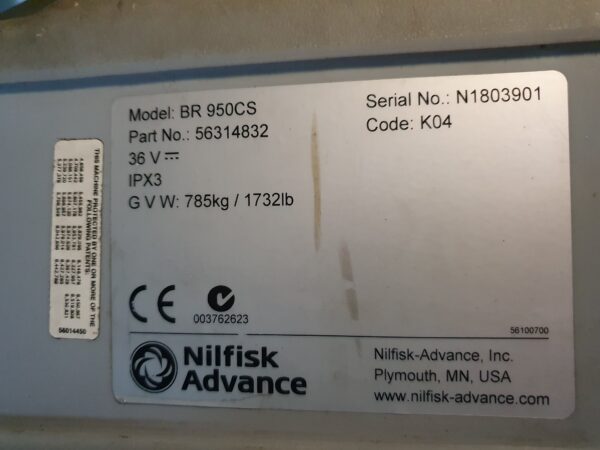 Model: BR 950CS
Part No.: 56314832
36 V
IPX3
G V W: 785kg / 1732lb
Serial No.: N1803901
Code: K04
CE
003762623
56100700
Nilfisk
Advance
Nilfisk-Advance, Inc.
Plymouth, MN, USA
www.nilfisk-advance.com
THIS MACHINE PROTECTED BY ONE OR MORE OF THE
FOLLOWING PATENTS:
56014450